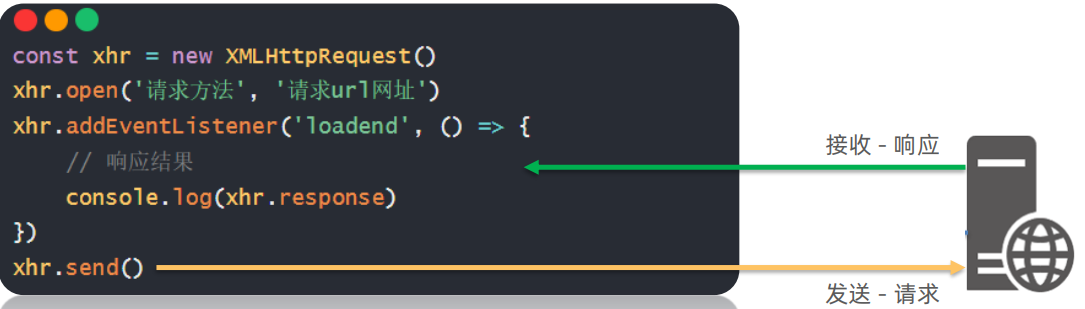 const xhr = new XMLHttpRequest()
xhr.open('请求方法', '请求url网址')
xhr.addEventListener('loadend', () => {
    // 响应结果
    console.log(xhr.response)
})
xhr.send()
接收 - 响应
发送 - 请求